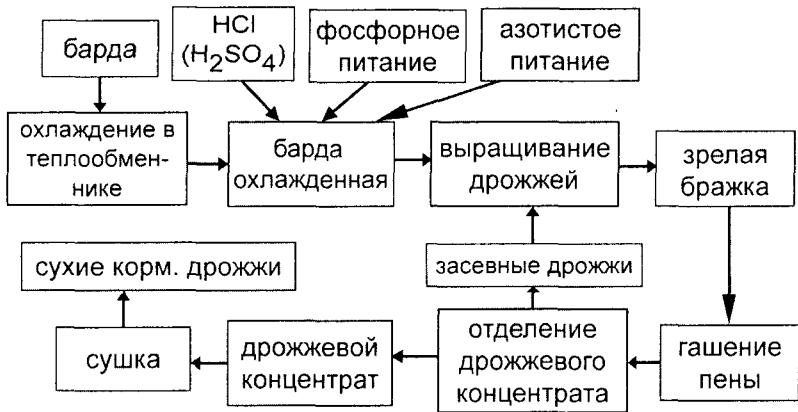 барда
HCl
(H₂SO₄)
фосфорное
питание
азотистое
питание
охлаждение в
теплообмен-
нике
барда
охлажденная
выращивание
дрожжей
зрелая
бражка
сухие корм. дрожжи
засевные дрожжи
сушка
дрожжевой
концентрат
отделение
дрожжевого
концентрата
гашение
пены